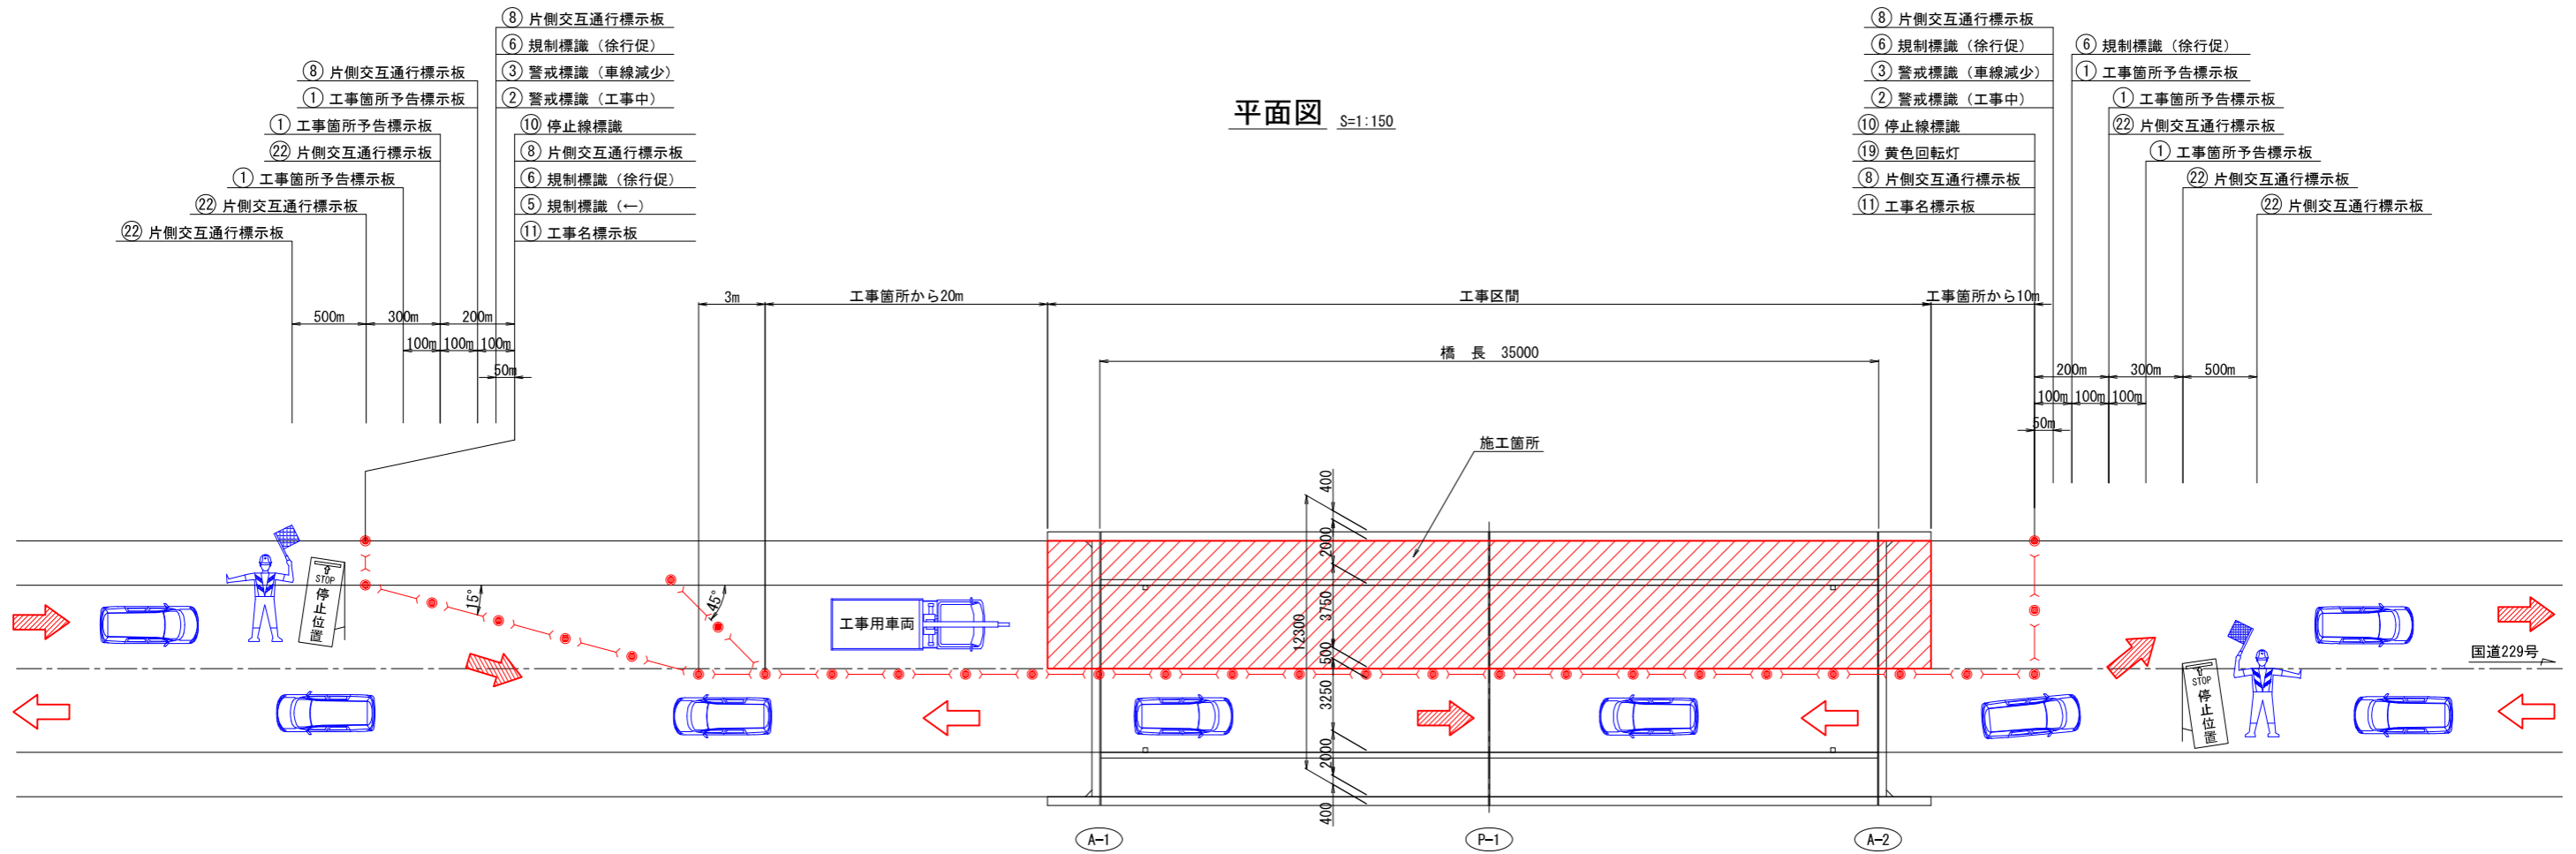 ⑧ 片側交互通行標示板
⑥ 規制標識（徐行促）
③ 警戒標識（車線減少）
② 警戒標識（工事中）
⑧ 片側交互通行標示板
① 工事箇所予告標示板
① 工事箇所予告標示板
㉒ 片側交互通行標示板
① 工事箇所予告標示板
㉒ 片側交互通行標示板
㉒ 片側交互通行標示板
⑩ 停止線標識
⑧ 片側交互通行標示板
⑥ 規制標識（徐行促）
⑤ 規制標識（←）
⑪ 工事名標示板
平面図 S=1:150
⑧ 片側交互通行標示板
⑥ 規制標識（徐行促）
③ 警戒標識（車線減少）
② 警戒標識（工事中）
⑩ 停止線標識
⑲ 黄色回転灯
⑧ 片側交互通行標示板
⑪ 工事名標示板
⑥ 規制標識（徐行促）
① 工事箇所予告標示板
① 工事箇所予告標示板
㉒ 片側交互通行標示板
① 工事箇所予告標示板
㉒ 片側交互通行標示板
㉒ 片側交互通行標示板
3m
工事箇所から20m
工事区間
工事箇所から10m
500m
300m
200m
100m
100m
100m
50m
橋 長 35000
200m
300m
500m
100m
100m
100m
50m
施工箇所
400
2000
3750
500
3250
2000
400
12300
15°
45°
STOP
停止位置
工事用車両
国道229号
STOP
停止位置
A-1
P-1
A-2